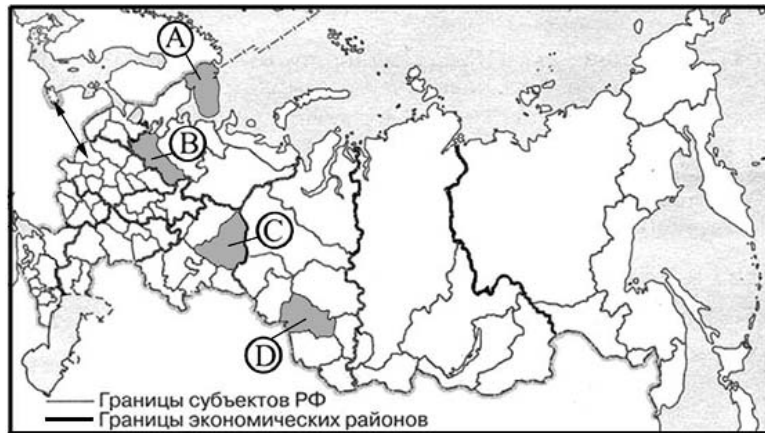 A
B
C
D
Границы субъектов РФ
Границы экономических районов